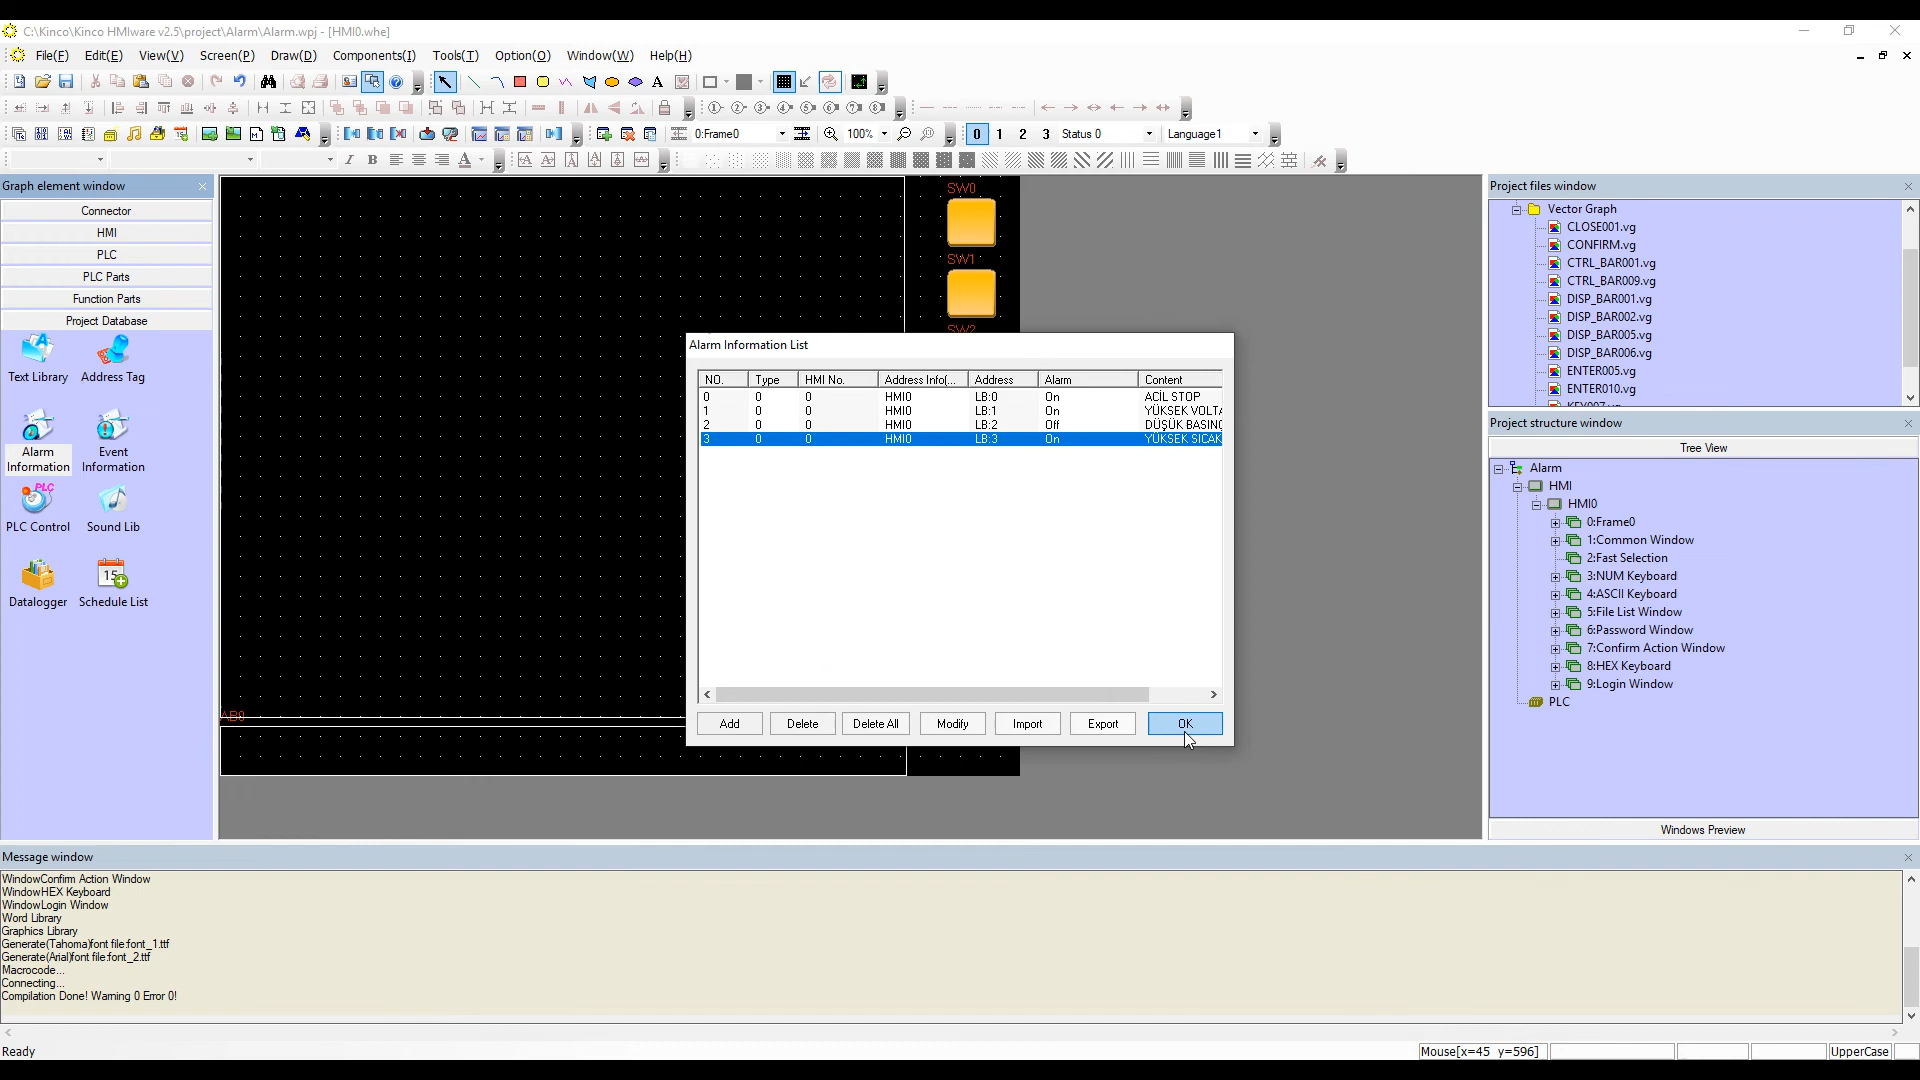 C:\Kinco\Kinco HMIware v2.5\project\Alarm\Alarm.wpj - [HMI0.whe]
File(F) Edit(E) View(V) Screen(P) Draw(D) Components(I) Tools(T) Option(O) Window(W) Help(H)
0:Frame0 100% 0 1 2 3 Status 0 Language1
Graph element window
Connector
HMI
PLC
PLC Parts
Function Parts
Project Database
Text Library Address Tag
Alarm Information Event Information
PLC Control Sound Lib
Datalogger Schedule List
SW0
SW1
SW2
AB0
Alarm Information List
NO. Type HMI No. Address Info(... Address Alarm Content
0 0 0 HMI0 LB:0 On ACİL STOP
1 0 0 HMI0 LB:1 On YÜKSEK VOLTA
2 0 0 HMI0 LB:2 Off DÜŞÜK BASINÇ
3 0 0 HMI0 LB:3 On YÜKSEK SICAK
Add Delete Delete All Modify Import Export OK
Project files window
Vector Graph
CLOSE001.vg
CONFIRM.vg
CTRL_BAR001.vg
CTRL_BAR009.vg
DISP_BAR001.vg
DISP_BAR002.vg
DISP_BAR005.vg
DISP_BAR006.vg
ENTER005.vg
ENTER010.vg
Project structure window
Tree View
Alarm
HMI
HMI0
0:Frame0
1:Common Window
2:Fast Selection
3:NUM Keyboard
4:ASCII Keyboard
5:File List Window
6:Password Window
7:Confirm Action Window
8:HEX Keyboard
9:Login Window
PLC
Windows Preview
Message window
WindowConfirm Action Window
WindowHEX Keyboard
WindowLogin Window
Word Library
Graphics Library
Generate(Tahoma)font file:font_1.ttf
Generate(Arial)font file:font_2.ttf
Macrocode...
Connecting...
Compilation Done! Warning 0 Error 0!
Ready Mouse[x=45 y=596] UpperCase